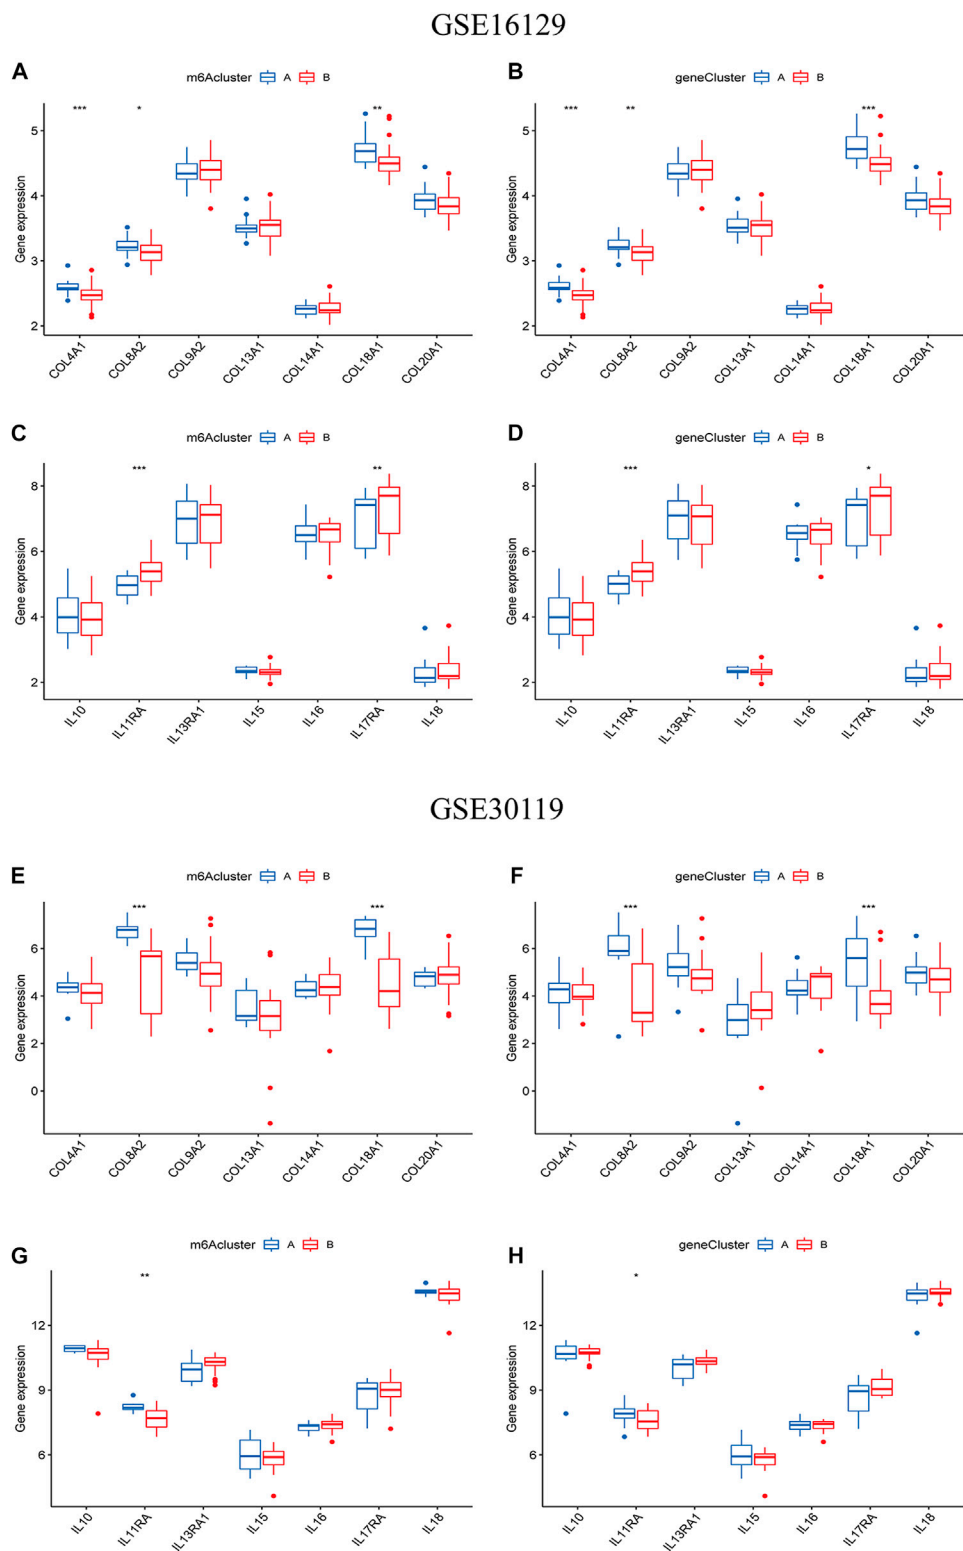 GSE16129
A
m6Acluster A B
*** * **
Gene expression
5
4
3
2
COL4A1 COL8A2 COL9A2 COL13A1 COL14A1 COL18A1 COL20A1
B
geneCluster A B
*** ** ***
Gene expression
5
4
3
2
COL4A1 COL8A2 COL9A2 COL13A1 COL14A1 COL18A1 COL20A1
C
m6Acluster A B
*** **
Gene expression
8
6
4
2
IL10 IL11RA IL13RA1 IL15 IL16 IL17RA IL18
D
geneCluster A B
*** *
Gene expression
8
6
4
2
IL10 IL11RA IL13RA1 IL15 IL16 IL17RA IL18
GSE30119
E
m6Acluster A B
*** ***
Gene expression
6
4
2
0
COL4A1 COL8A2 COL9A2 COL13A1 COL14A1 COL18A1 COL20A1
F
geneCluster A B
*** ***
Gene expression
6
4
2
0
COL4A1 COL8A2 COL9A2 COL13A1 COL14A1 COL18A1 COL20A1
G
m6Acluster A B
**
Gene expression
12
9
6
IL10 IL11RA IL13RA1 IL15 IL16 IL17RA IL18
H
geneCluster A B
*
Gene expression
12
9
6
IL10 IL11RA IL13RA1 IL15 IL16 IL17RA IL18